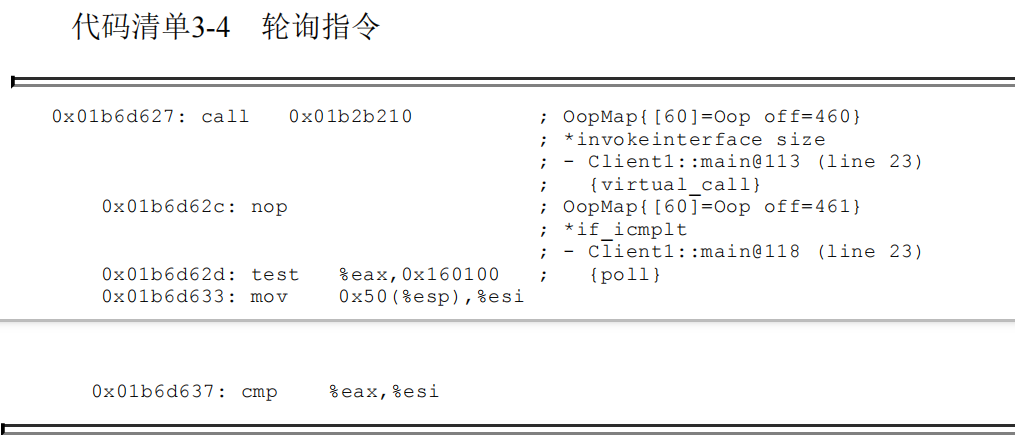 代码清单3-4 轮询指令
0x01b6d627: call 0x01b2b210 ; OopMap{[60]=Oop off=460}
; *invokeinterface size
; - Client1::main@113 (line 23)
; {virtual_call}
0x01b6d62c: nop ; OopMap{[60]=Oop off=461}
; *if_icmplt
; - Client1::main@118 (line 23)
0x01b6d62d: test %eax,0x160100 ; {poll}
0x01b6d633: mov 0x50(%esp),%esi
0x01b6d637: cmp %eax,%esi